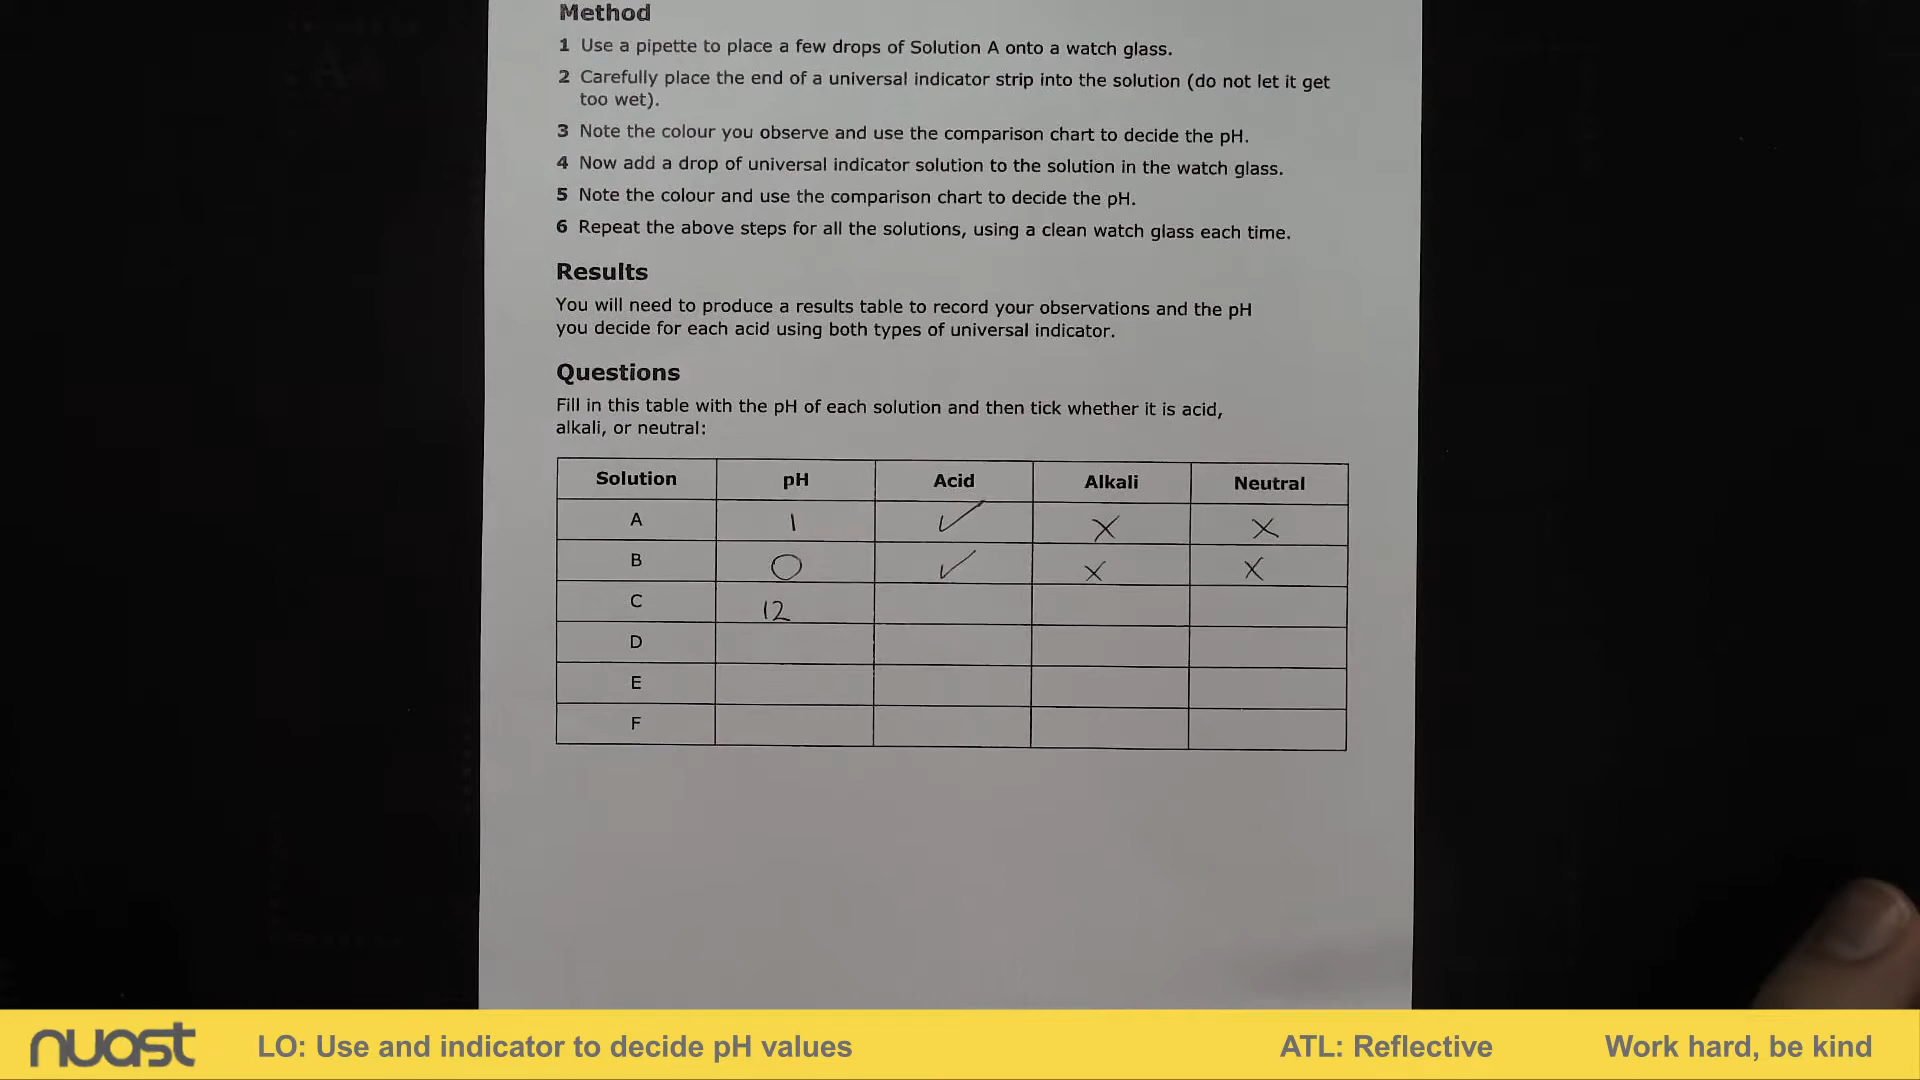 Method
1 Use a pipette to place a few drops of Solution A onto a watch glass.
2 Carefully place the end of a universal indicator strip into the solution (do not let it get
too wet).
3 Note the colour you observe and use the comparison chart to decide the pH.
4 Now add a drop of universal indicator solution to the solution in the watch glass.
5 Note the colour and use the comparison chart to decide the pH.
6 Repeat the above steps for all the solutions, using a clean watch glass each time.
Results
You will need to produce a results table to record your observations and the pH
you decide for each acid using both types of universal indicator.
Questions
Fill in this table with the pH of each solution and then tick whether it is acid,
alkali, or neutral:
Solution pH Acid Alkali Neutral
A 1 ✓ X X
B 0 ✓ X X
C 12
D
E
F
nuast LO: Use and indicator to decide pH values ATL: Reflective Work hard, be kind